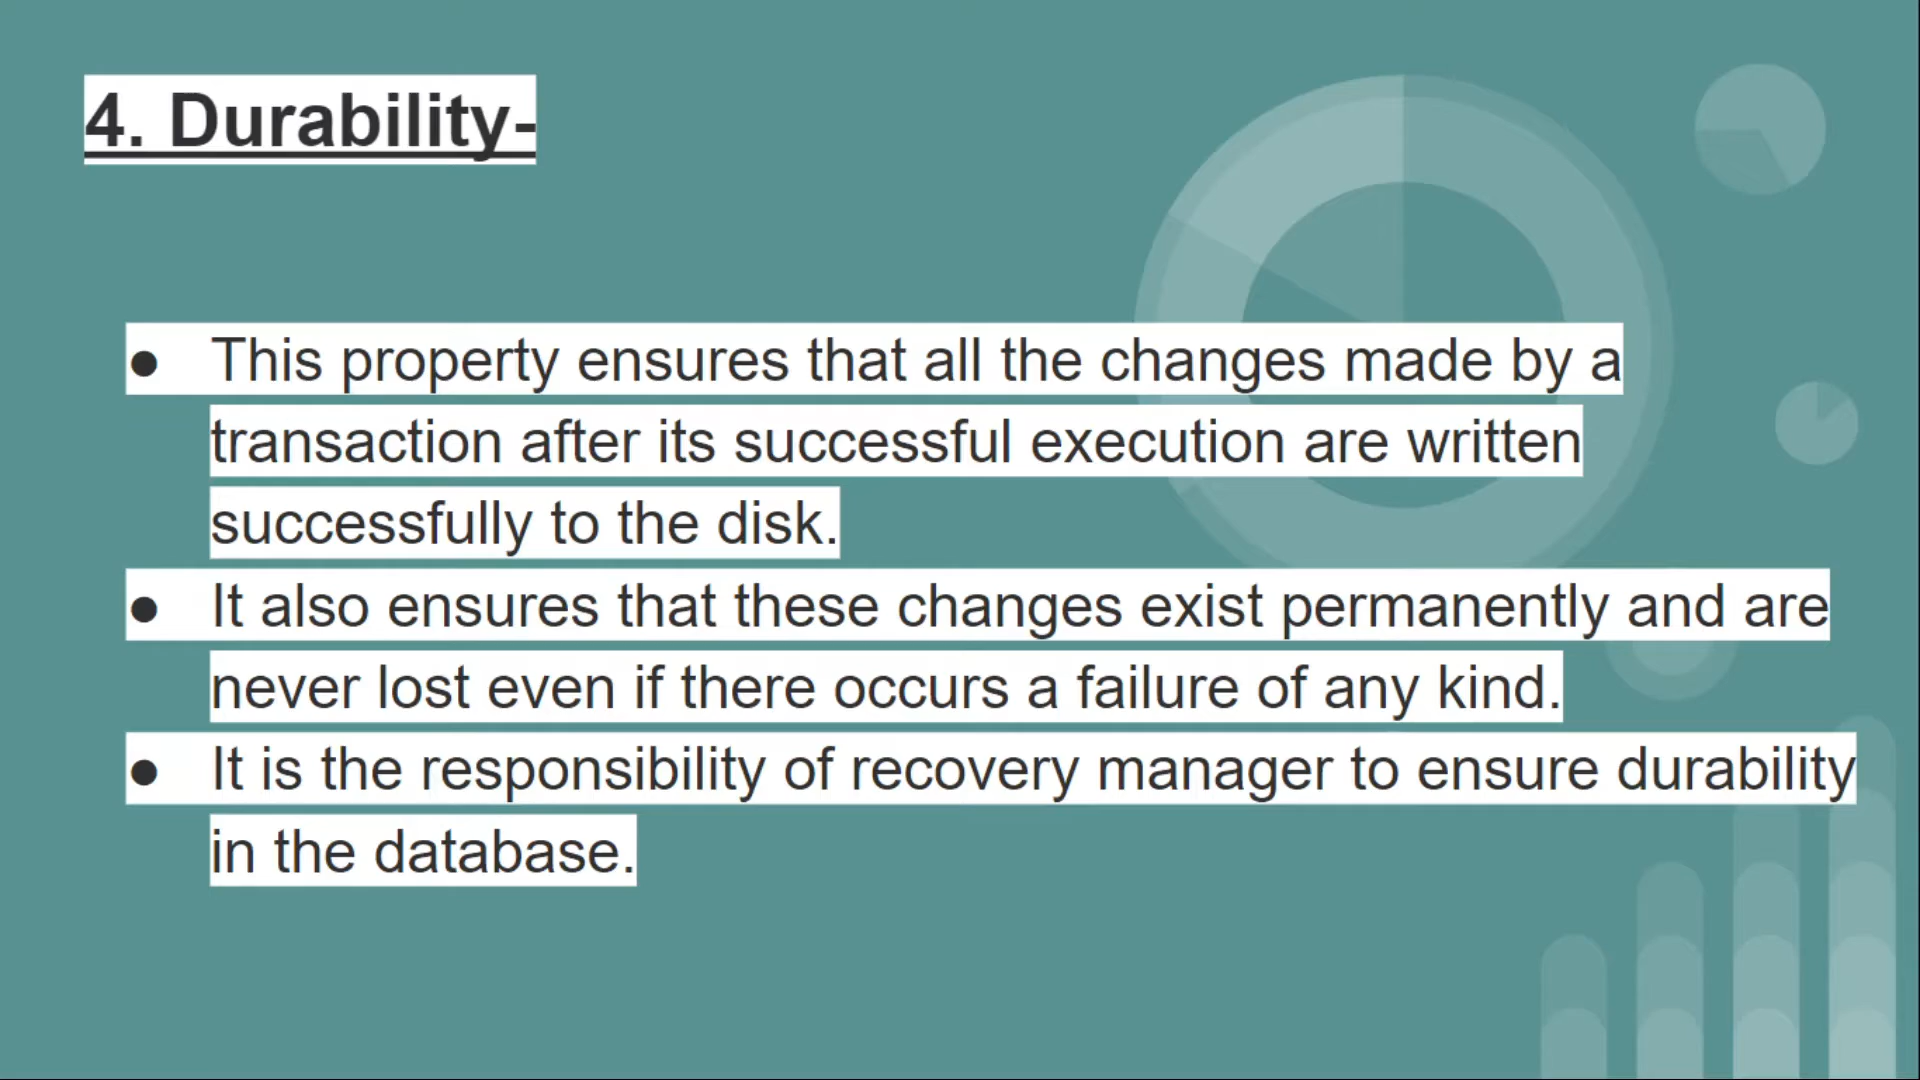 4. Durability-
● This property ensures that all the changes made by a
transaction after its successful execution are written
successfully to the disk.
● It also ensures that these changes exist permanently and are
never lost even if there occurs a failure of any kind.
● It is the responsibility of recovery manager to ensure durability
in the database.